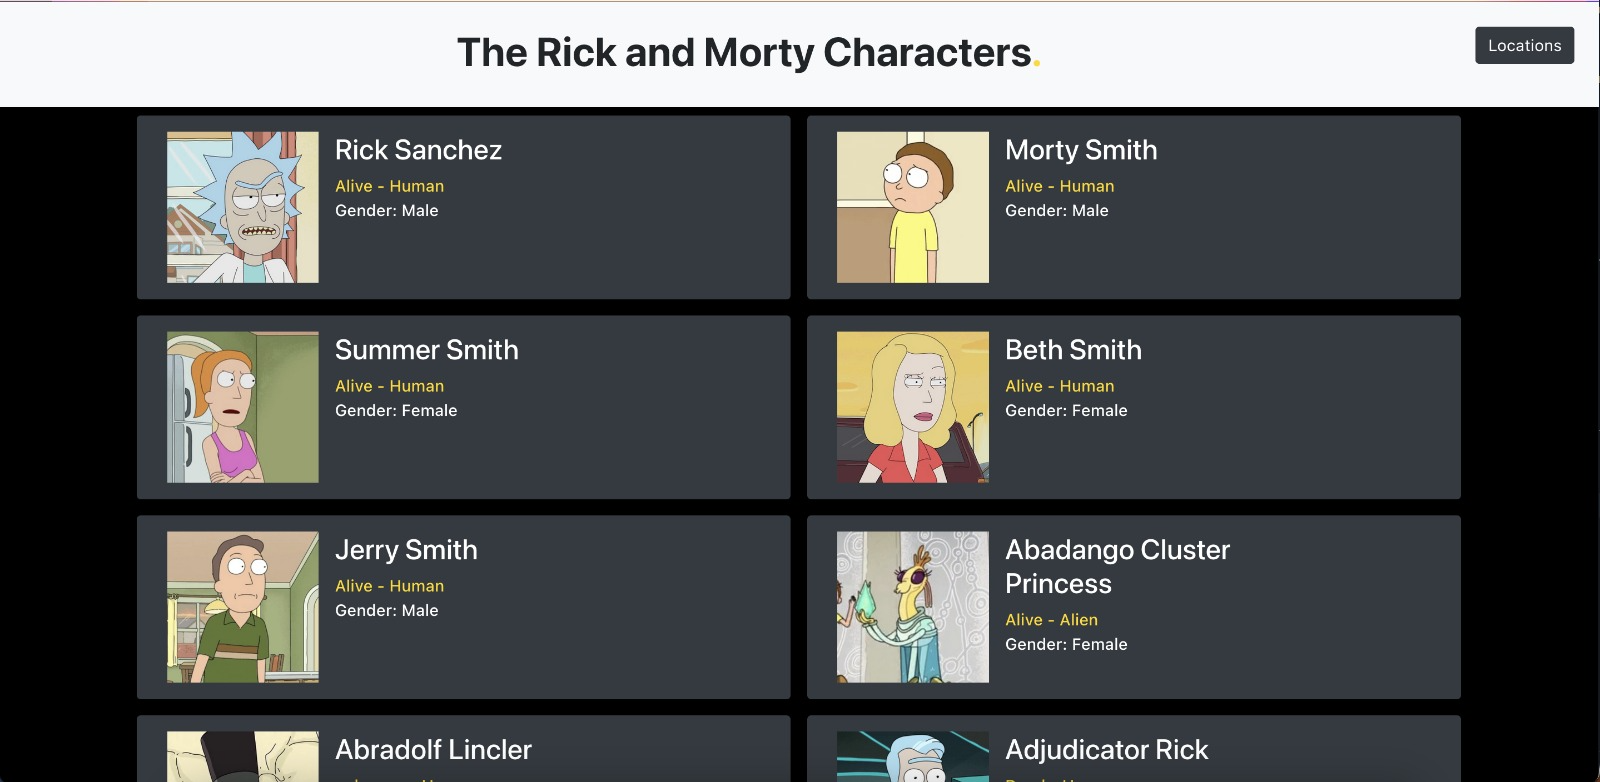 The Rick and Morty Characters.
Locations
Rick Sanchez
Alive - Human
Gender: Male
Morty Smith
Alive - Human
Gender: Male
Summer Smith
Alive - Human
Gender: Female
Beth Smith
Alive - Human
Gender: Female
Jerry Smith
Alive - Human
Gender: Male
Abadango Cluster
Princess
Alive - Alien
Gender: Female
Abradolf Lincler
Adjudicator Rick